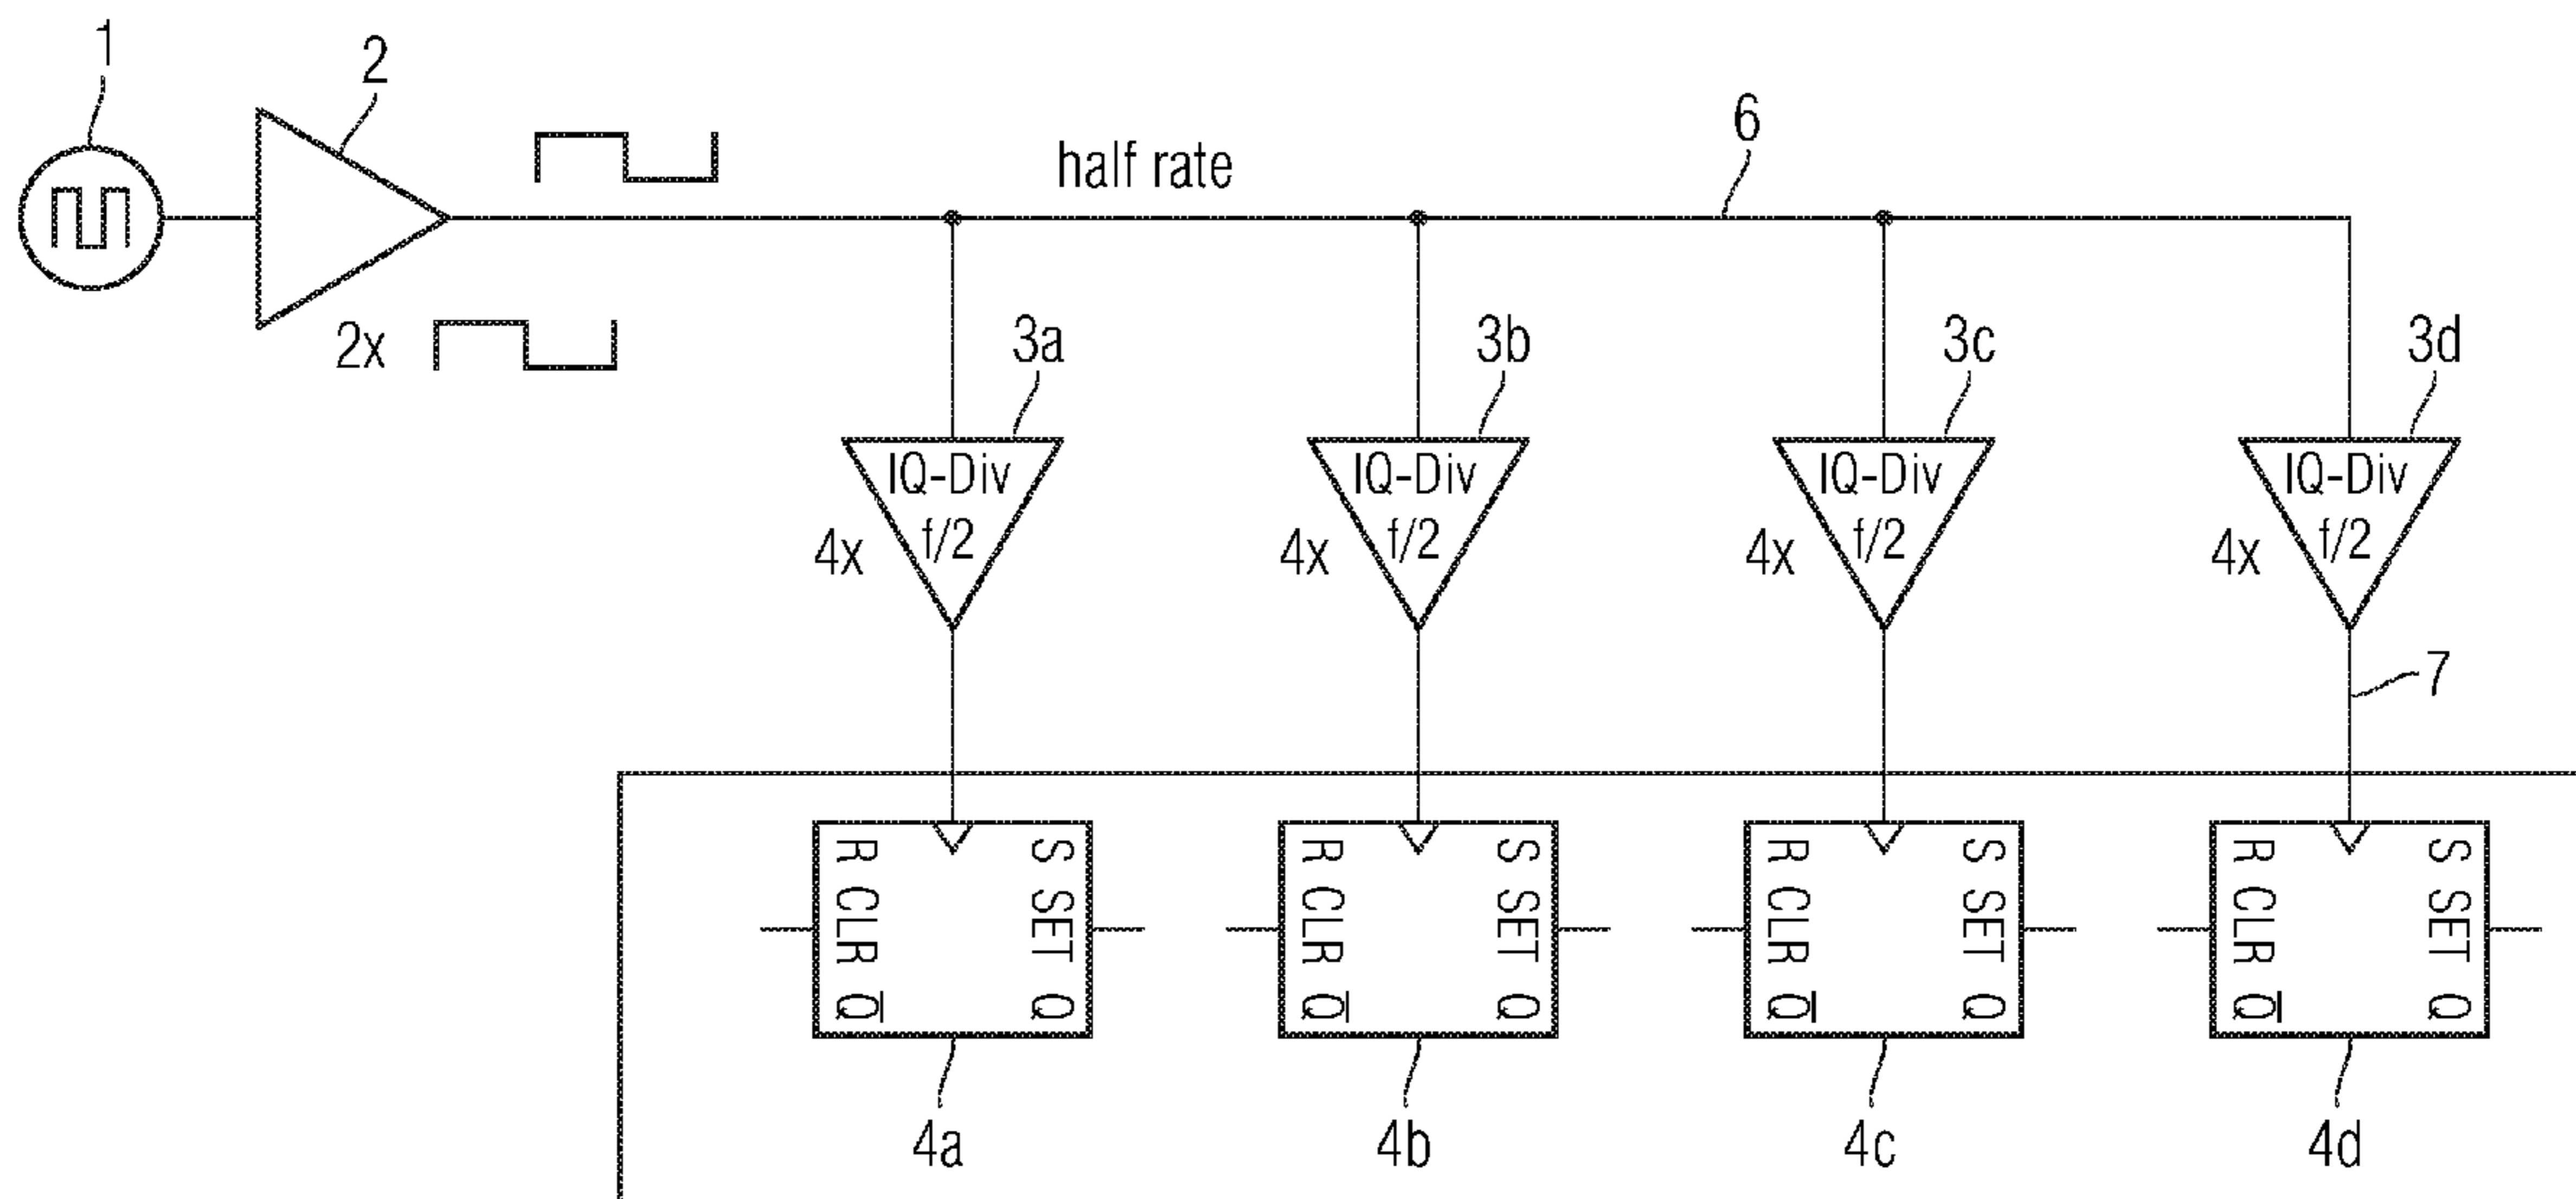 1
2
half rate
6
2x
3a
3b
3c
3d
IQ-Div
f/2
4x
IQ-Div
f/2
4x
IQ-Div
f/2
4x
IQ-Div
f/2
4x
7
R CLR Q̅
S SET Q
R CLR Q̅
S SET Q
R CLR Q̅
S SET Q
R CLR Q̅
S SET Q
4a
4b
4c
4d